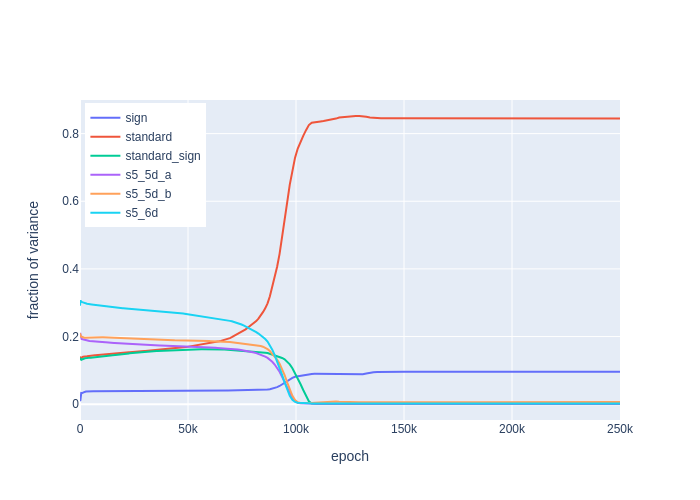 sign
standard
standard_sign
s5_5d_a
s5_5d_b
s5_6d
fraction of variance
0.8
0.6
0.4
0.2
0
0 50k 100k 150k 200k 250k
epoch